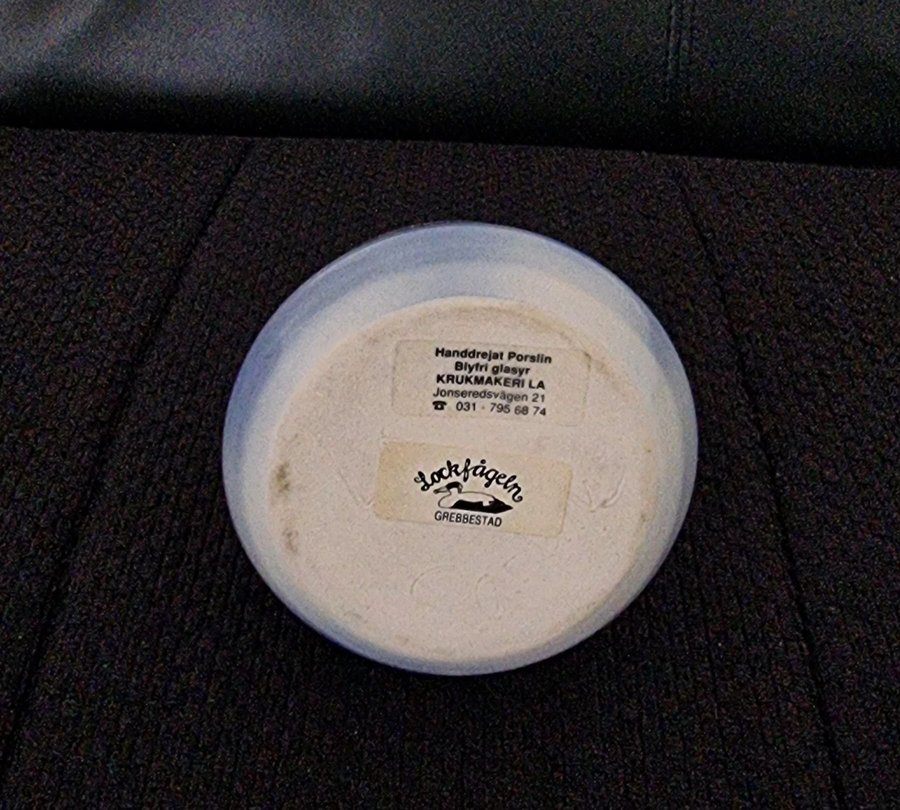 Handdrejat Porslin
Blyfri glasyr
KRUKMAKERI LA
Jonseredsvägen 21
☎ 031 - 795 68 74
Lockfågeln
GREBBESTAD